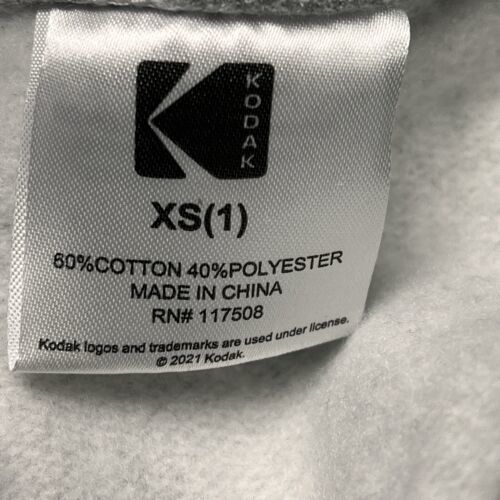 KODAK
XS(1)
60%COTTON 40%POLYESTER
MADE IN CHINA
RN# 117508
Kodak logos and trademarks are used under license.
© 2021 Kodak.